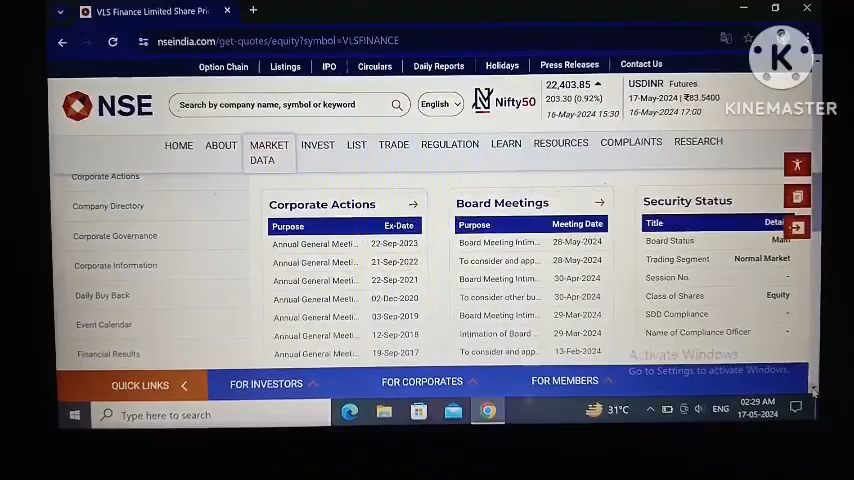 VLS Finance Limited Share Pri
nseindia.com/get-quotes/equity?symbol=VLSFINANCE
K
KINEMASTER
Option Chain Listings IPO Circulars Daily Reports Holidays Press Releases Contact Us
NSE
Search by company name, symbol or keyword
English
Nifty50
22,403.85
203.30 (0.92%)
16-May-2024 15:30
USDINR Futures
17-May-2024 | ₹83.5400
16-May-2024 17:00
HOME ABOUT MARKET DATA INVEST LIST TRADE REGULATION LEARN RESOURCES COMPLAINTS RESEARCH
Corporate Actions
Company Directory
Corporate Governance
Corporate Information
Daily Buy Back
Event Calendar
Financial Results
Corporate Actions
Purpose Ex-Date
Annual General Meeti... 22-Sep-2023
Annual General Meeti... 21-Sep-2022
Annual General Meeti... 22-Sep-2021
Annual General Meeti... 02-Dec-2020
Annual General Meeti... 03-Sep-2019
Annual General Meeti... 12-Sep-2018
Annual General Meeti... 19-Sep-2017
Board Meetings
Purpose Meeting Date
Board Meeting Intim... 28-May-2024
To consider and app... 28-May-2024
Board Meeting Intim... 30-Apr-2024
To consider other bu... 30-Apr-2024
Board Meeting Intim... 29-Mar-2024
Intimation of Board ... 29-Mar-2024
To consider and app... 13-Feb-2024
Security Status
Title Detai
Board Status Main
Trading Segment Normal Market
Session No. -
Class of Shares Equity
SDD Compliance -
Name of Compliance Officer -
Activate Windows
Go to Settings to activate Windows.
QUICK LINKS FOR INVESTORS FOR CORPORATES FOR MEMBERS
Type here to search
31°C
ENG
02:29 AM
17-05-2024